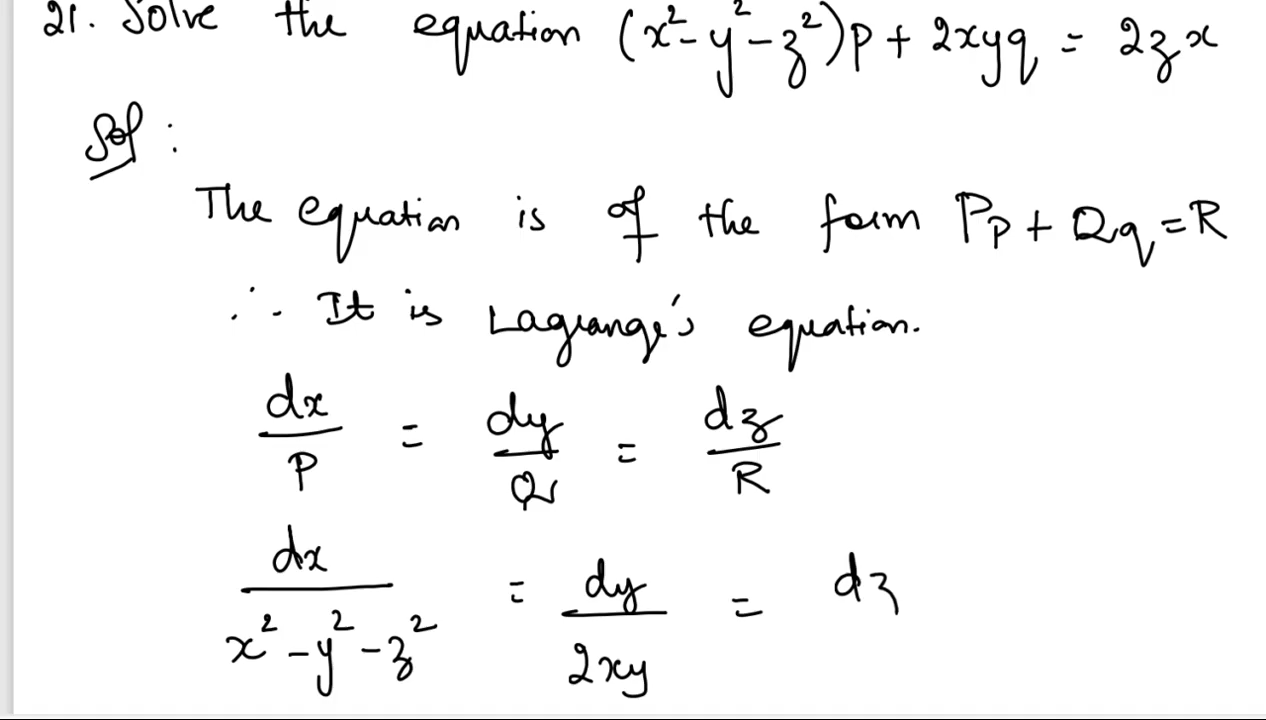 21. Solve the equation (x²-y²-z²)p + 2xyq = 2zx
Sol :
The equation is of the form Pp + Qq = R
∴ It is Lagrange's equation.
dx/P = dy/Q = dz/R
dx/(x²-y²-z²) = dy/2xy = dz